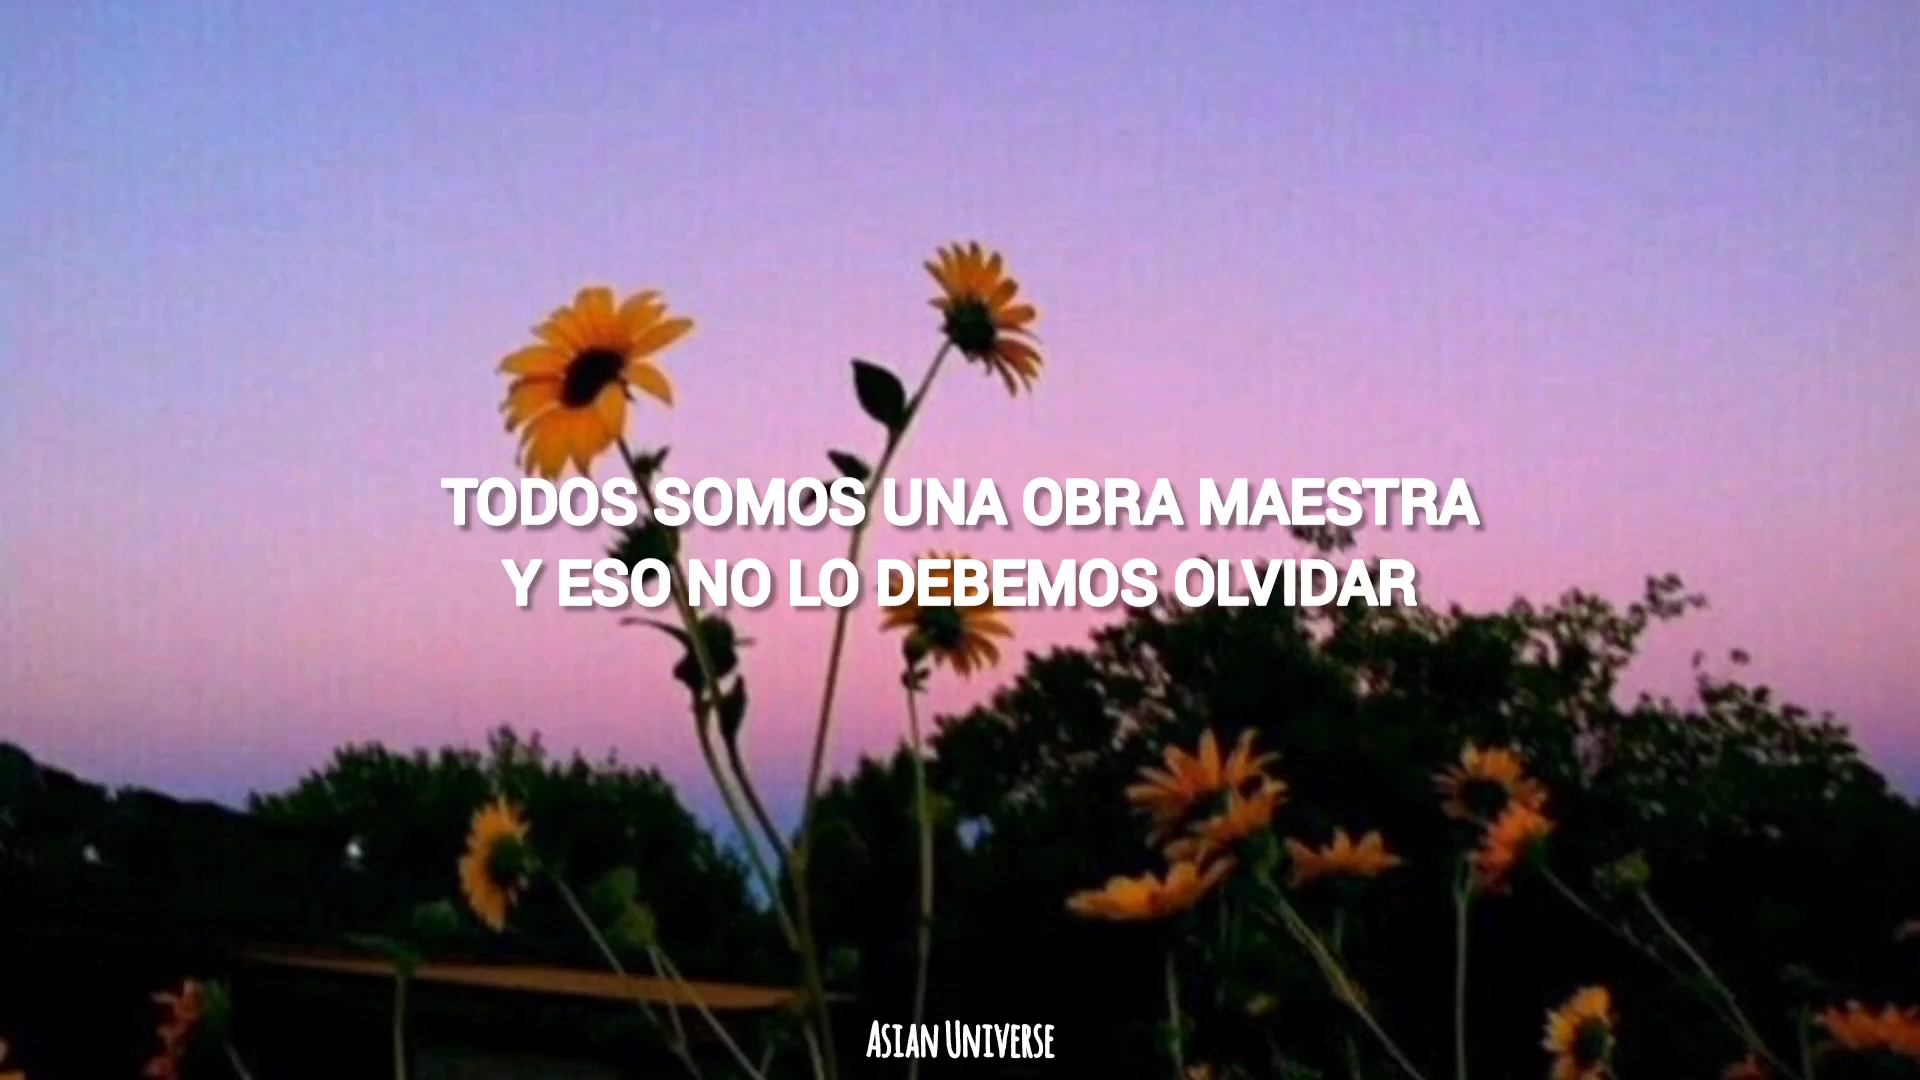 TODOS SOMOS UNA OBRA MAESTRA
Y ESO NO LO DEBEMOS OLVIDAR
ASIAN UNIVERSE